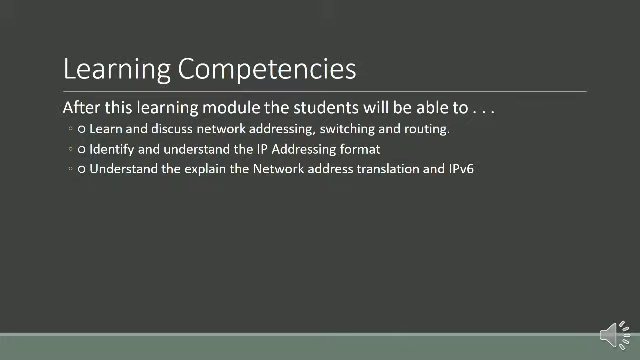 Learning Competencies
After this learning module the students will be able to . . .
▫ o Learn and discuss network addressing, switching and routing.
▫ o Identify and understand the IP Addressing format
▫ o Understand the explain the Network address translation and IPv6